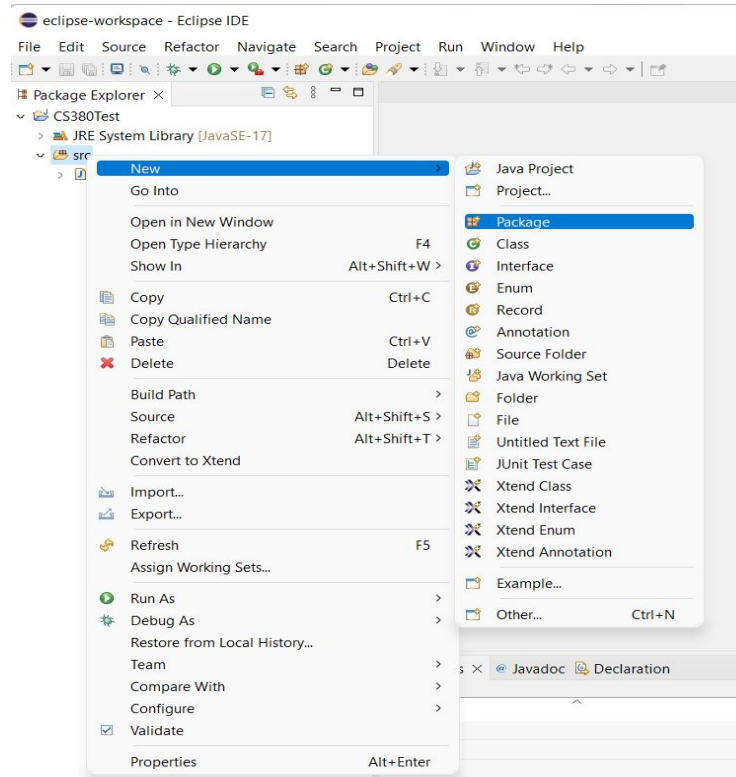 eclipse-workspace - Eclipse IDE
File Edit Source Refactor Navigate Search Project Run Window Help
Package Explorer
CS380Test
JRE System Library [JavaSE-17]
src
J
New
Go Into
Open in New Window
Open Type Hierarchy F4
Show In Alt+Shift+W >
Copy Ctrl+C
Copy Qualified Name
Paste Ctrl+V
Delete Delete
Build Path >
Source Alt+Shift+S >
Refactor Alt+Shift+T >
Convert to Xtend
Import...
Export...
Refresh F5
Assign Working Sets...
Run As >
Debug As >
Restore from Local History...
Team >
Compare With >
Configure >
Validate
Properties Alt+Enter
Java Project
Project...
Package
Class
Interface
Enum
Record
Annotation
Source Folder
Java Working Set
Folder
File
Untitled Text File
JUnit Test Case
Xtend Class
Xtend Interface
Xtend Enum
Xtend Annotation
Example...
Other... Ctrl+N
s @ Javadoc Declaration